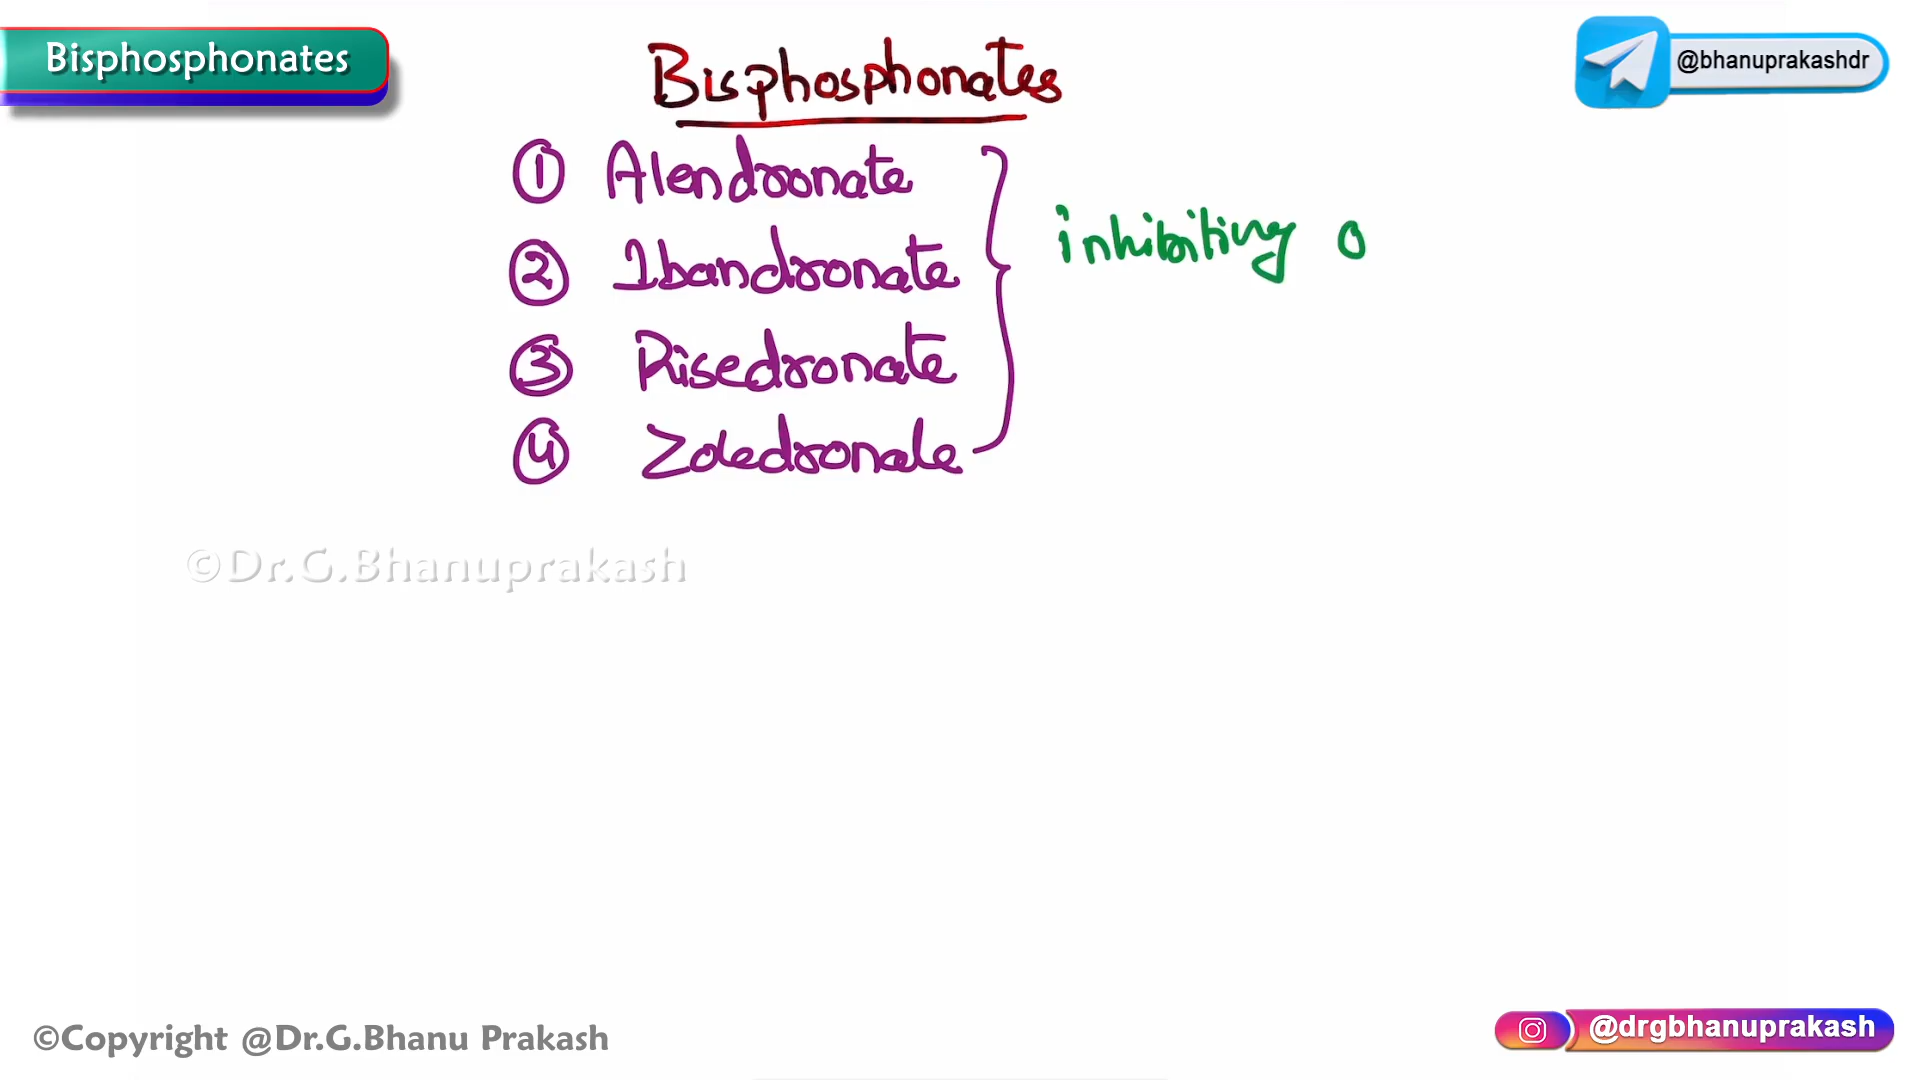 Bisphosphonates
Bisphosphonates
@bhanuprakashdr
1 Alendronate
2 Ibandronate
3 Risedronate
4 Zoledronate
inhibiting o
©Dr.G.Bhanuprakash
©Copyright @Dr.G.Bhanu Prakash
@drgbhanuprakash